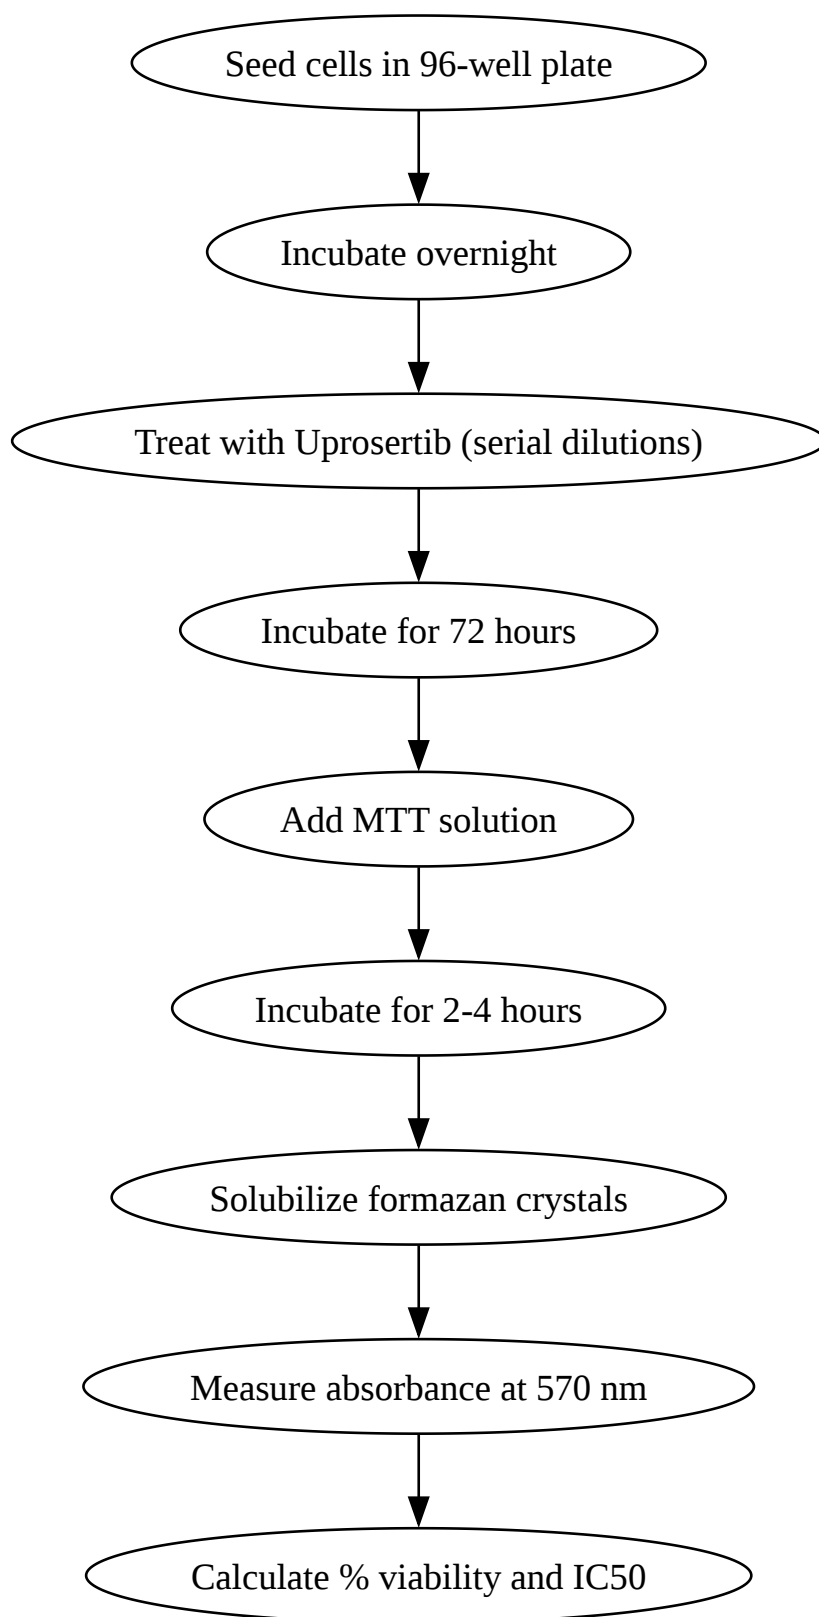 Seed cells in 96-well plate
Incubate overnight
Treat with Uprosertib (serial dilutions)
Incubate for 72 hours
Add MTT solution
Incubate for 2-4 hours
Solubilize formazan crystals
Measure absorbance at 570 nm
Calculate % viability and IC50